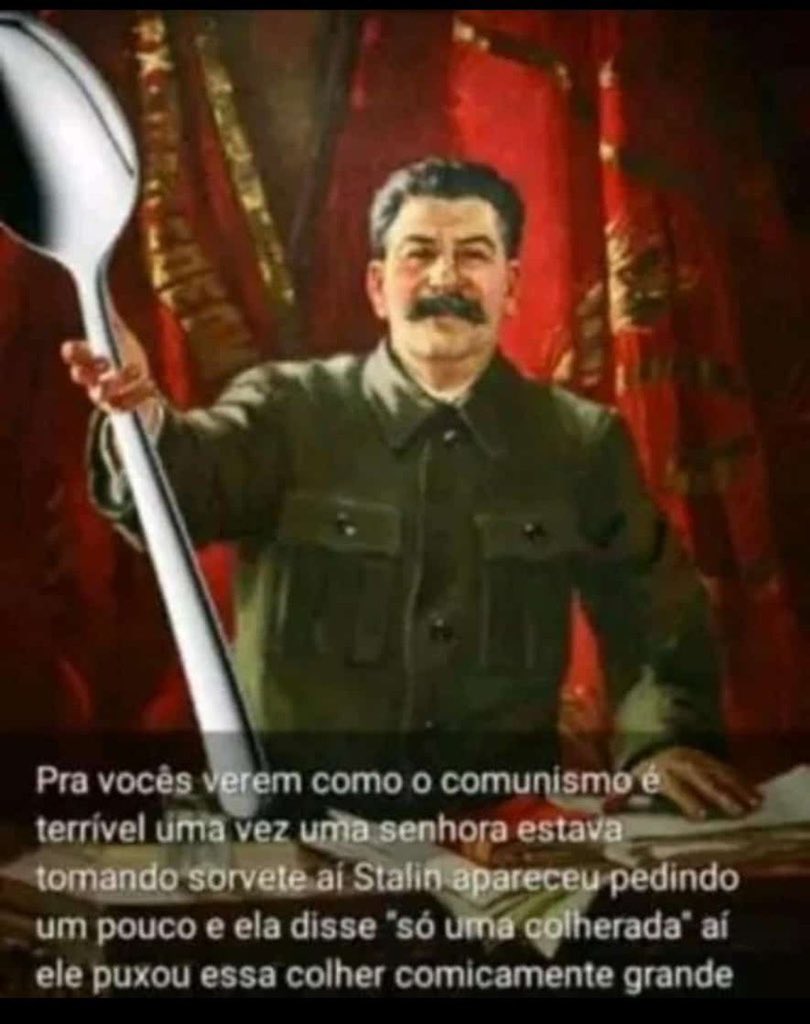 Pra vocês verem como o comunismo é
terrível uma vez uma senhora estava
tomando sorvete aí Stalin apareceu pedindo
um pouco e ela disse "só uma colherada" aí
ele puxou essa colher comicamente grande